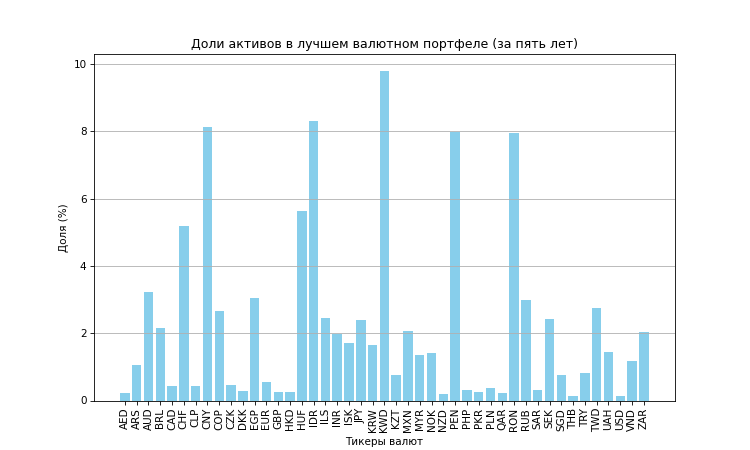 Доли активов в лучшем валютном портфеле (за пять лет)
Доля (%)
10
8
6
4
2
0
AED ARS AUD BRL CAD CHF CLP CNY COP CZK DKK EGP EUR GBP HKD HUF IDR ILS INR ISK JPY KRW KWD KZT MXN MYR NOK NZD PEN PHP PKR PLN QAR RON RUB SAR SEK SGD THB TRY TWD UAH USD VND ZAR
Тикеры валют